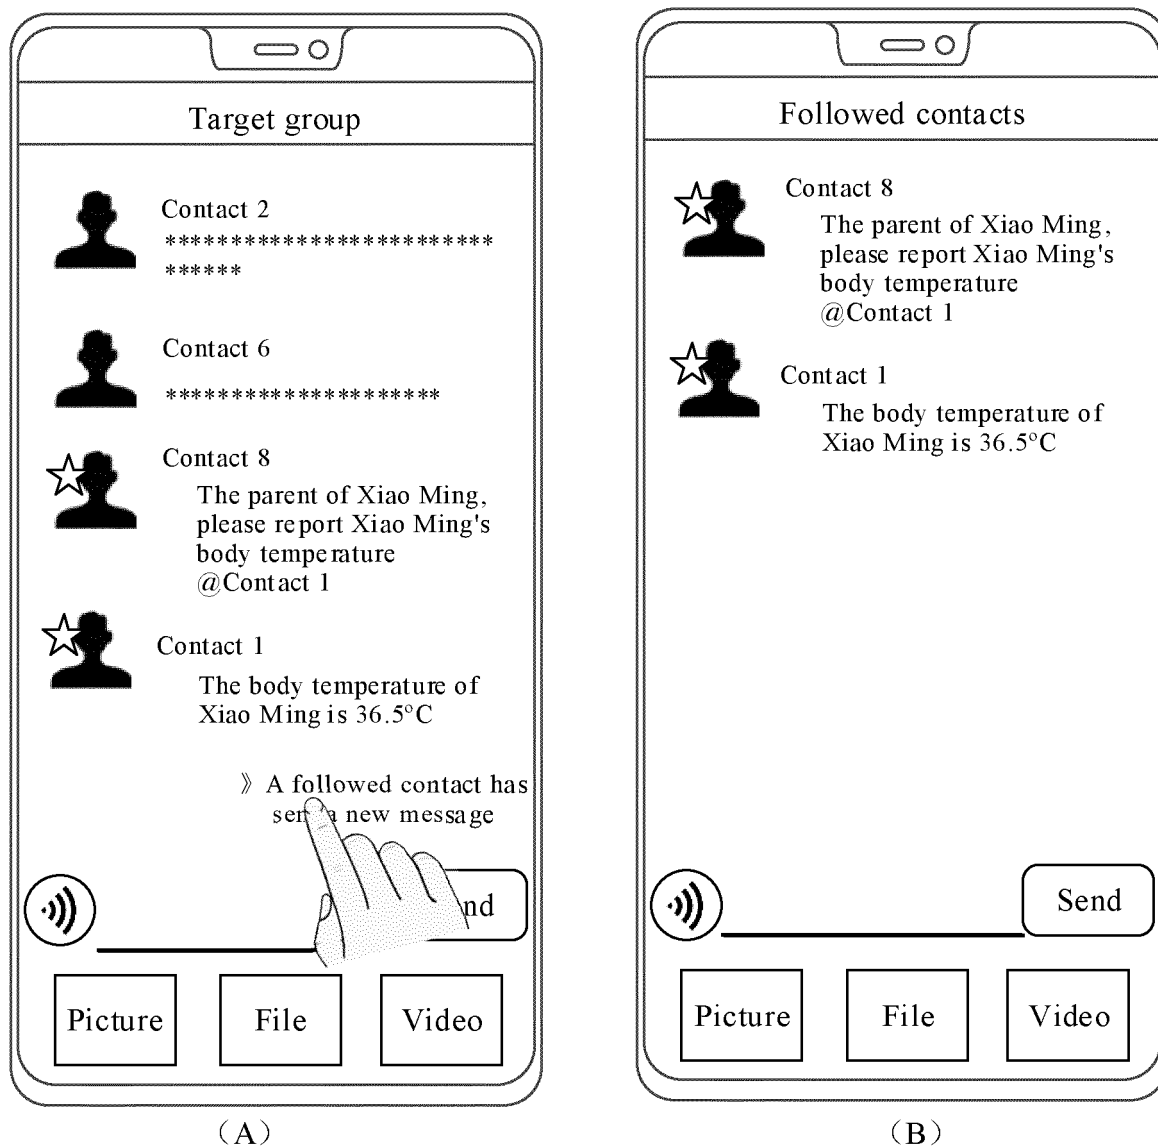 Target group
Contact 2
*************************
******
Contact 6
*********************
Contact 8
The parent of Xiao Ming,
please report Xiao Ming's
body temperature
@Contact 1
Contact 1
The body temperature of
Xiao Ming is 36.5°C
》 A followed contact has
a new message
Picture
File
Video
(A)
Followed contacts
Contact 8
The parent of Xiao Ming,
please report Xiao Ming's
body temperature
@Contact 1
Contact 1
The body temperature of
Xiao Ming is 36.5°C
Send
Picture
File
Video
(B)